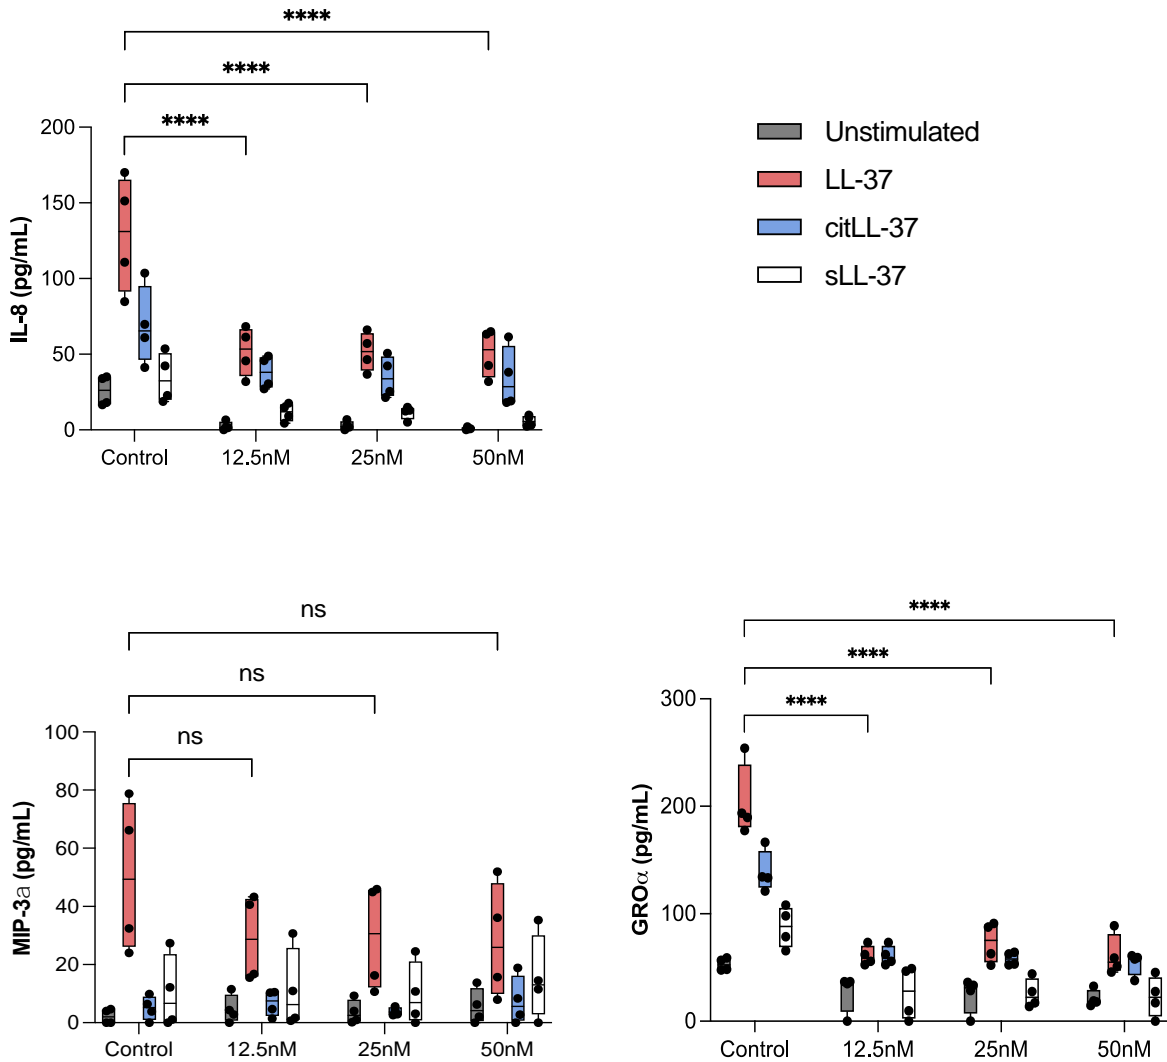 ****
****
****
200
150
100
50
0
IL-8 (pg/mL)
Control
12.5nM
25nM
50nM
Unstimulated
LL-37
citLL-37
sLL-37
ns
ns
ns
100
80
60
40
20
0
MIP-3a (pg/mL)
Control
12.5nM
25nM
50nM
****
****
****
300
200
100
0
GROα (pg/mL)
Control
12.5nM
25nM
50nM